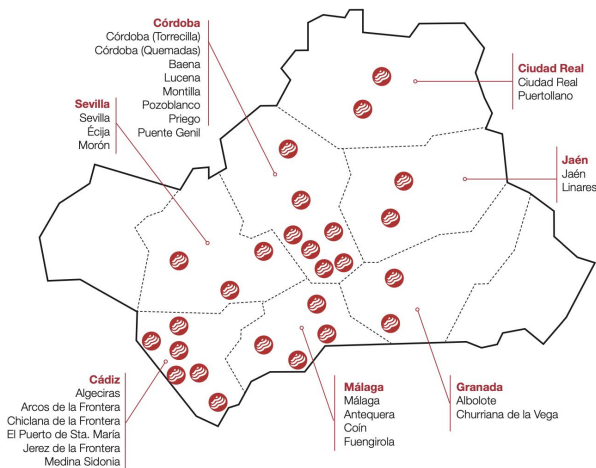 Córdoba
Córdoba (Torrecilla)
Córdoba (Quemadas)
Baena
Lucena
Montilla
Pozoblanco
Priego
Puente Genil
Sevilla
Sevilla
Écija
Morón
Ciudad Real
Ciudad Real
Puertollano
Jaén
Jaén
Linares
Cádiz
Algeciras
Arcos de la Frontera
Chiclana de la Frontera
El Puerto de Sta. María
Jerez de la Frontera
Medina Sidonia
Málaga
Málaga
Antequera
Coín
Fuengirola
Granada
Albolote
Churriana de la Vega